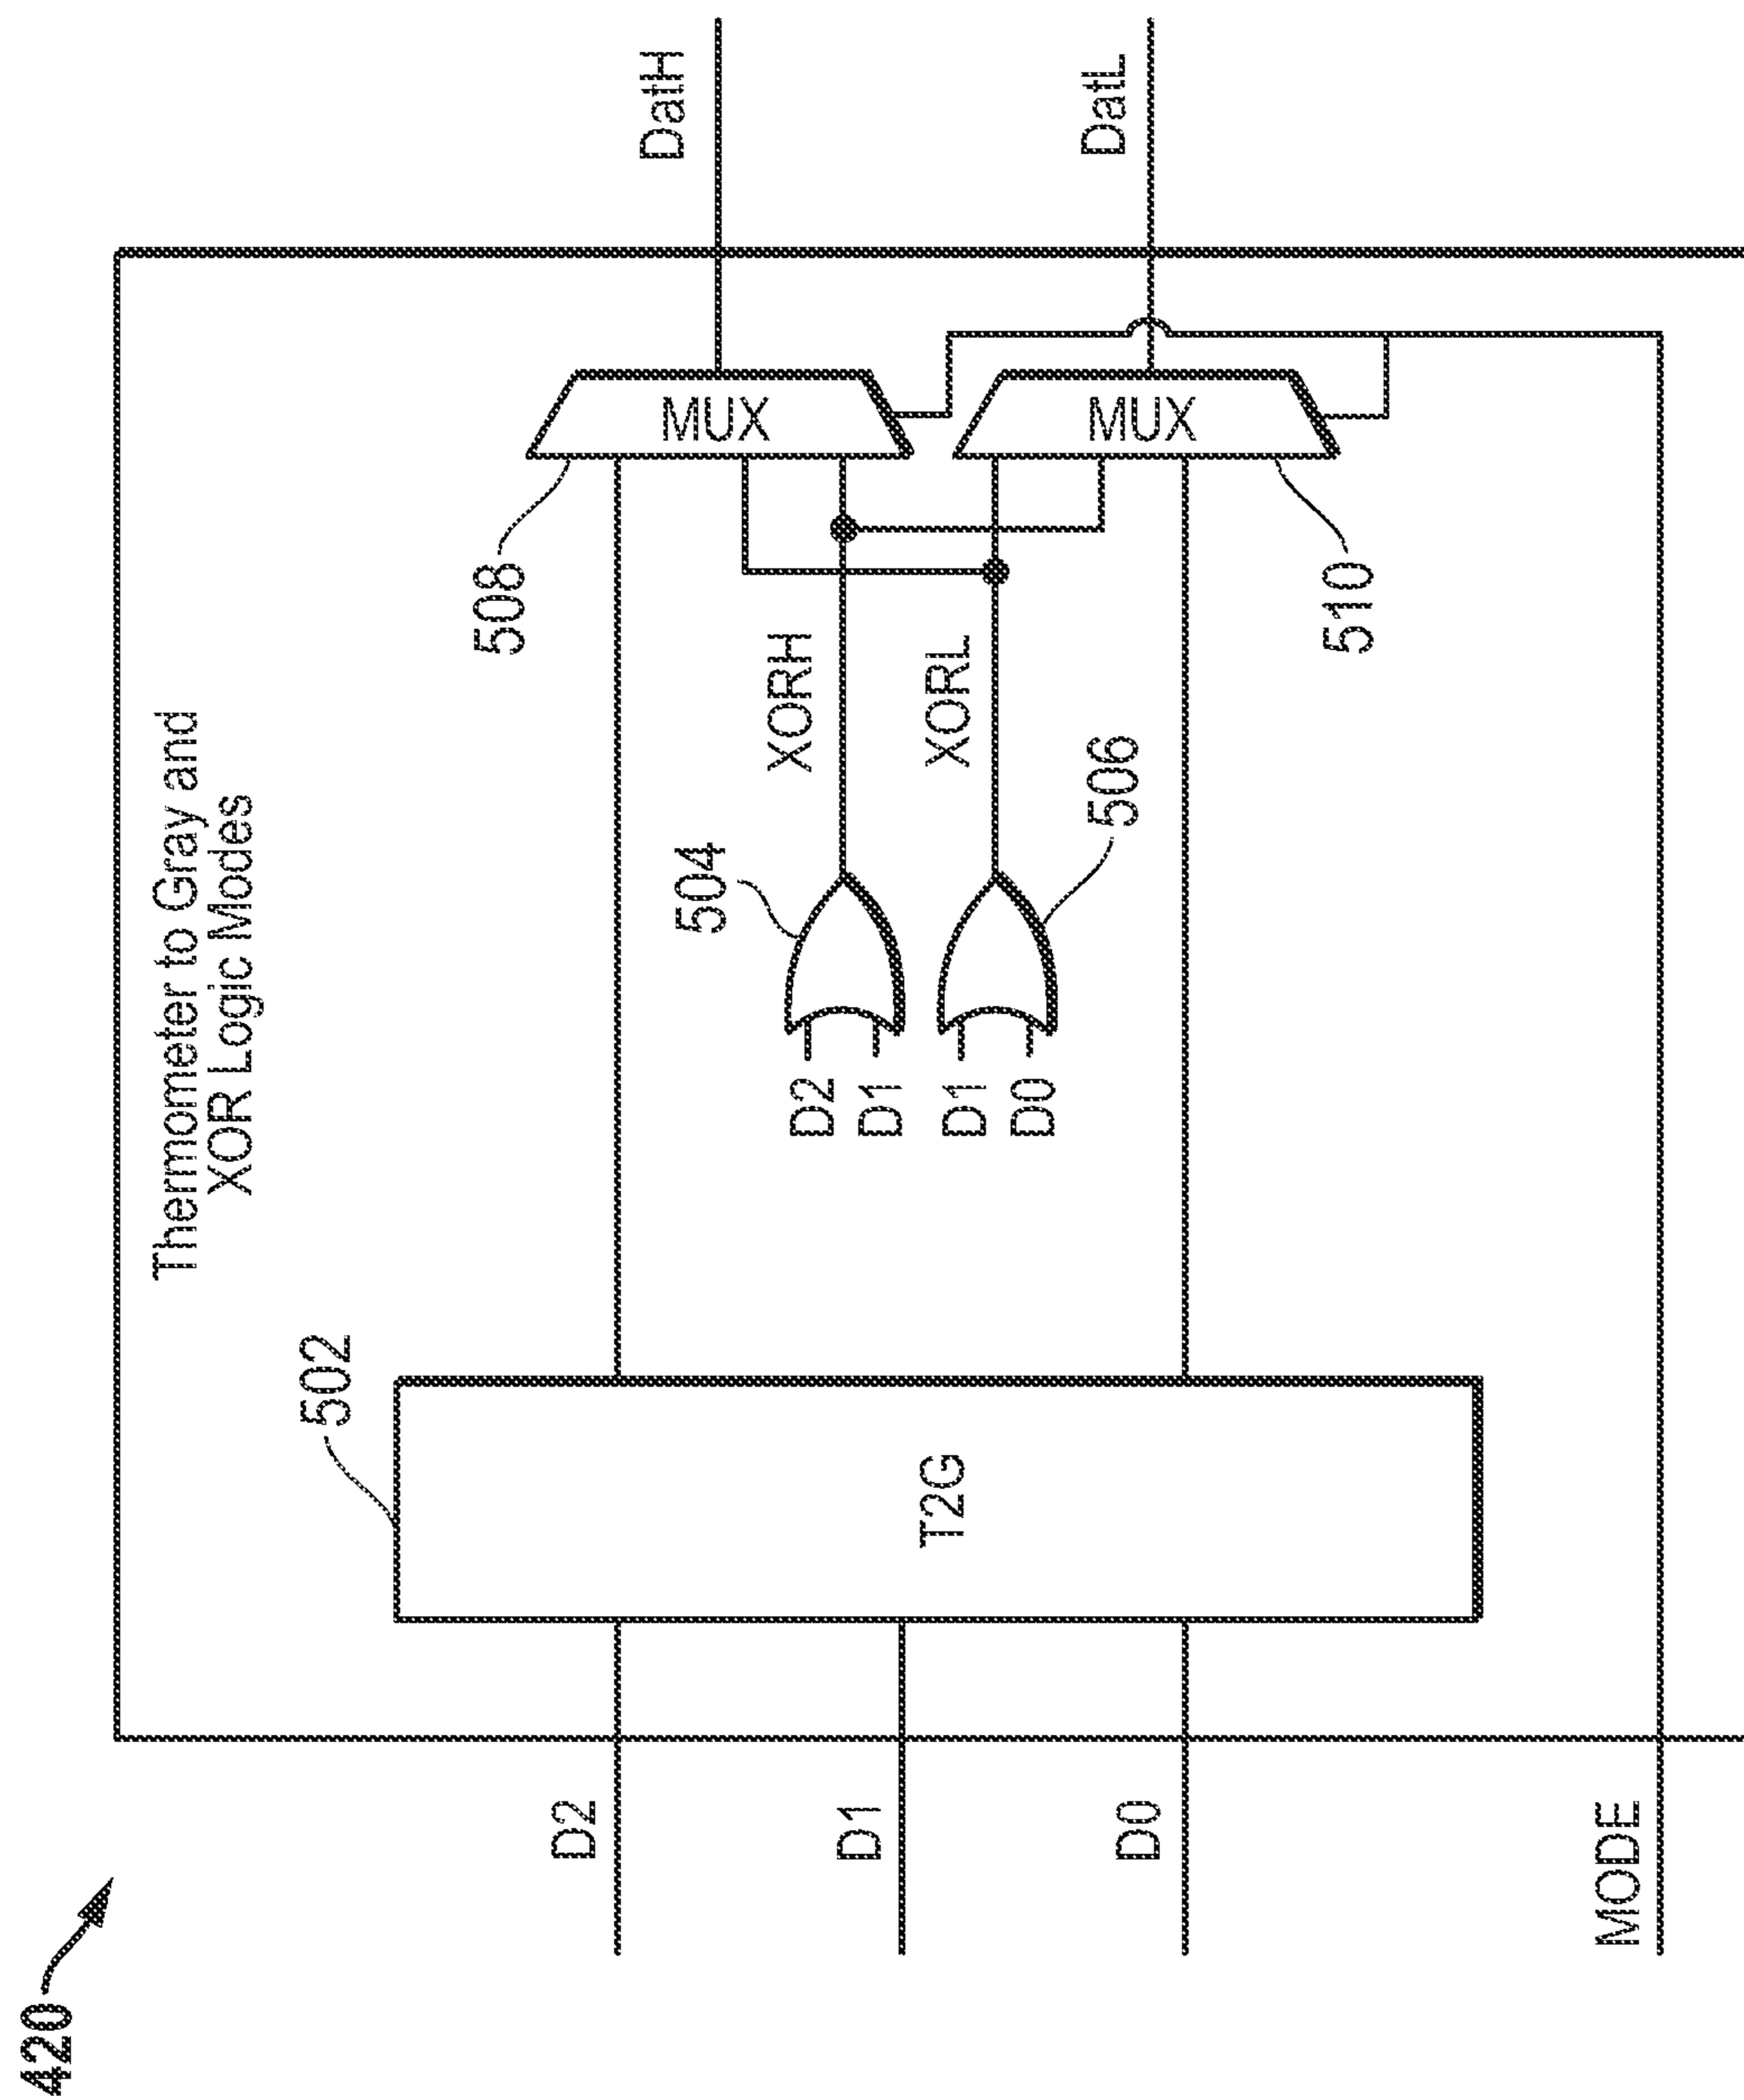 420
Thermometer to Gray and
XOR Logic Modes
502
T2G
D2
D1
D0
MODE
504
D2
D1
XORH
506
D1
D0
XORL
508
MUX
DatH
510
MUX
DatL